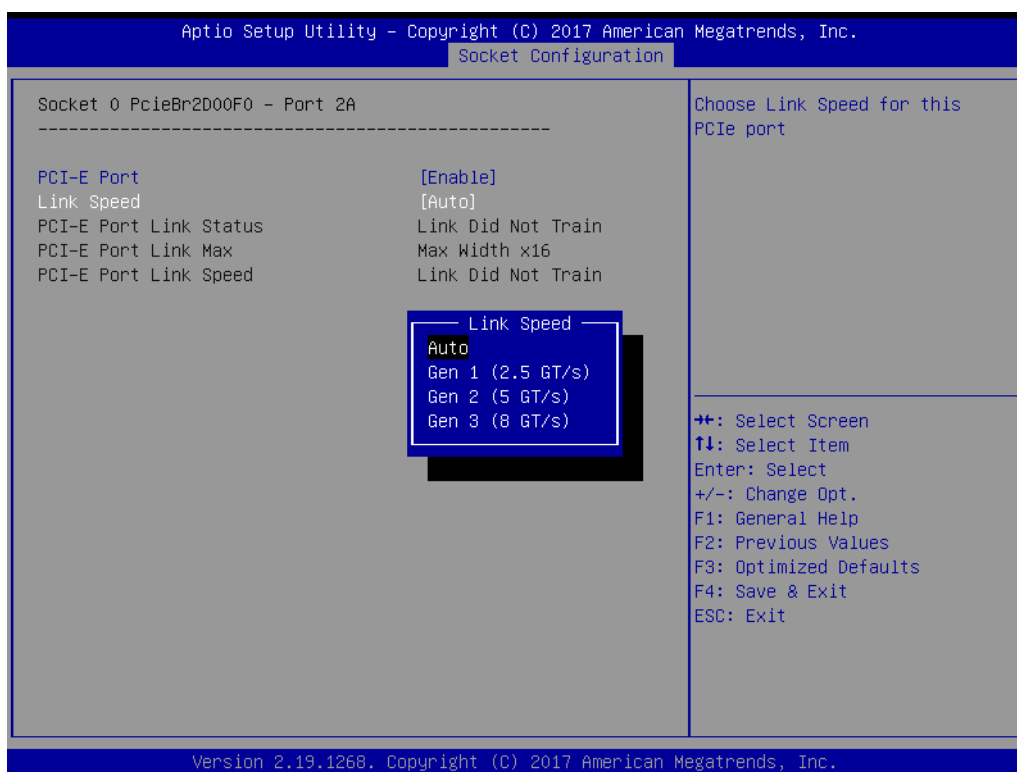 Aptio Setup Utility – Copyright (C) 2017 American Megatrends, Inc.
Socket Configuration
Socket 0 PcieBr2D00F0 – Port 2A
--------------------------------------------------
PCI-E Port [Enable]
Link Speed [Auto]
PCI-E Port Link Status Link Did Not Train
PCI-E Port Link Max Max Width x16
PCI-E Port Link Speed Link Did Not Train
Link Speed
Auto
Gen 1 (2.5 GT/s)
Gen 2 (5 GT/s)
Gen 3 (8 GT/s)
Choose Link Speed for this
PCIe port
→←: Select Screen
↑↓: Select Item
Enter: Select
+/-: Change Opt.
F1: General Help
F2: Previous Values
F3: Optimized Defaults
F4: Save & Exit
ESC: Exit
Version 2.19.1268. Copyright (C) 2017 American Megatrends, Inc.